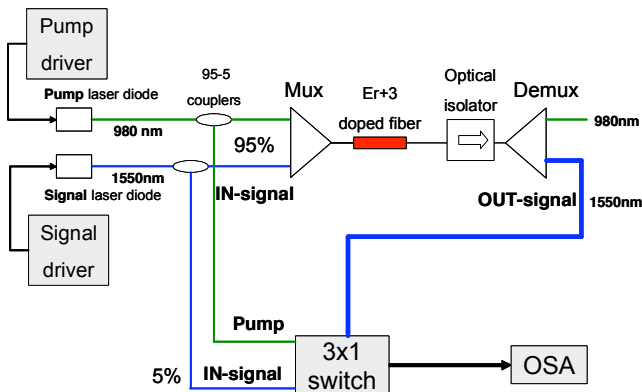 Pump
driver
Pump laser diode
980 nm
95-5
couplers
Mux
Er+3
doped fiber
Optical
isolator
Demux
980nm
95%
1550nm
IN-signal
Signal laser diode
OUT-signal
1550nm
Signal
driver
Pump
5%
IN-signal
3x1
switch
OSA